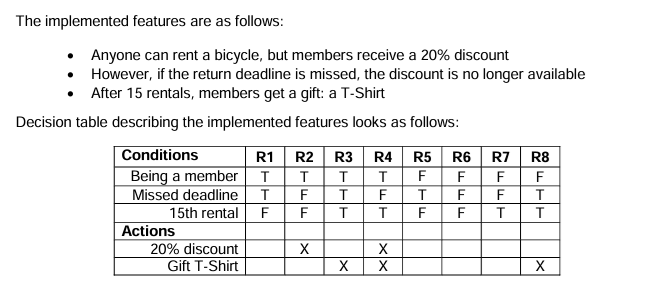 The implemented features are as follows:
• Anyone can rent a bicycle, but members receive a 20% discount
• However, if the return deadline is missed, the discount is no longer available
• After 15 rentals, members get a gift: a T-Shirt
Decision table describing the implemented features looks as follows:
Conditions R1 R2 R3 R4 R5 R6 R7 R8
Being a member T T T T F F F F
Missed deadline T F T F T F F T
15th rental F F T T F F T T
Actions
20% discount X X
Gift T-Shirt X X X